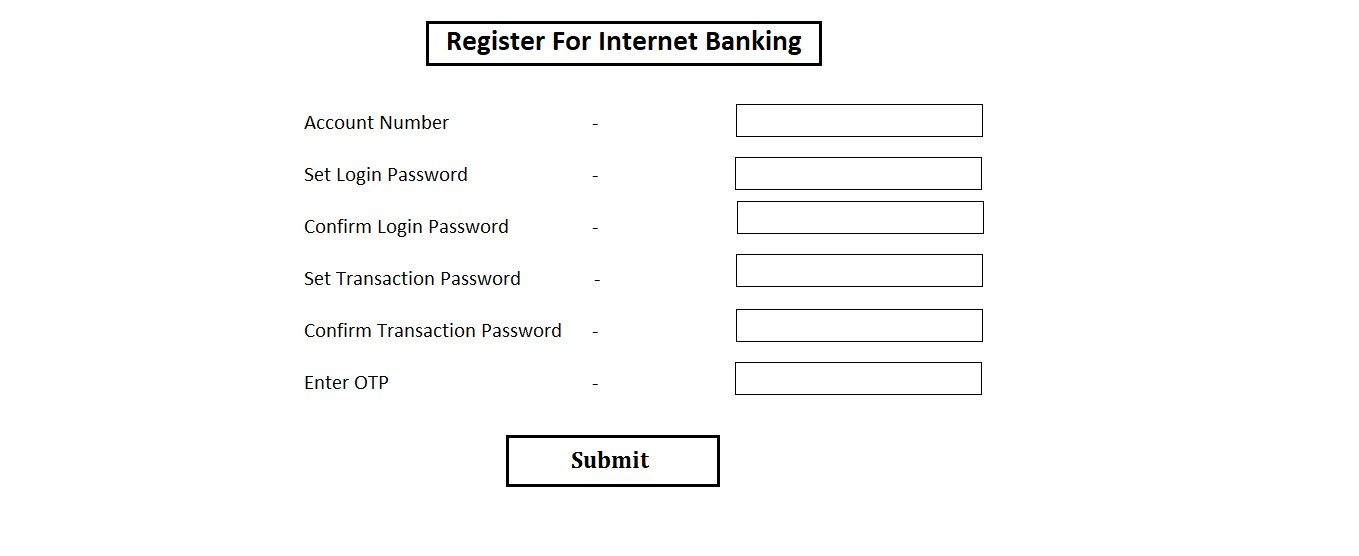 Register For Internet Banking
Account Number -
Set Login Password -
Confirm Login Password -
Set Transaction Password -
Confirm Transaction Password -
Enter OTP -
Submit